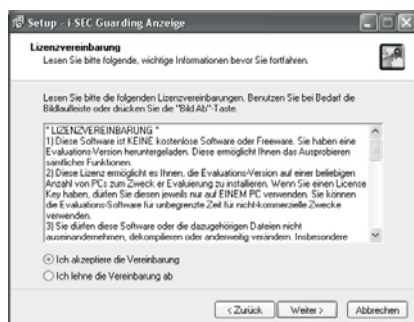 Setup - i-SEC Guarding Anzeige
Lizenzvereinbarung
Lesen Sie bitte folgende, wichtige Informationen bevor Sie fortfahren.
Lesen Sie bitte die folgenden Lizenzvereinbarungen. Benutzen Sie bei Bedarf die
Bildlaufleiste oder drücken Sie die "Bild Ab"-Taste.
* LIZENZVEREINBARUNG *
1) Diese Software ist KEINE kostenlose Software oder Freeware. Sie haben eine
Evaluations-Version heruntergeladen. Diese ermöglicht Ihnen das Ausprobieren
sämtlicher Funktionen.
2) Diese Lizenz ermöglicht es Ihnen, die Evaluations-Version auf einer beliebigen
Anzahl von PCs zum Zweck er Evaluierung zu installieren. Wenn Sie einen License
Key haben, dürfen Sie diesen jeweils nur auf EINEM PC verwenden. Sie können
die Evaluations-Software für unbegrenzte Zeit für nicht-kommerzielle Zwecke
verwenden.
3) Sie dürfen diese Software oder die dazugehörigen Dateien nicht
auseinandernehmen, dekompilieren oder anderweitig verändern. Insbesondere
Ich akzeptiere die Vereinbarung
Ich lehne die Vereinbarung ab
< Zurück Weiter > Abbrechen